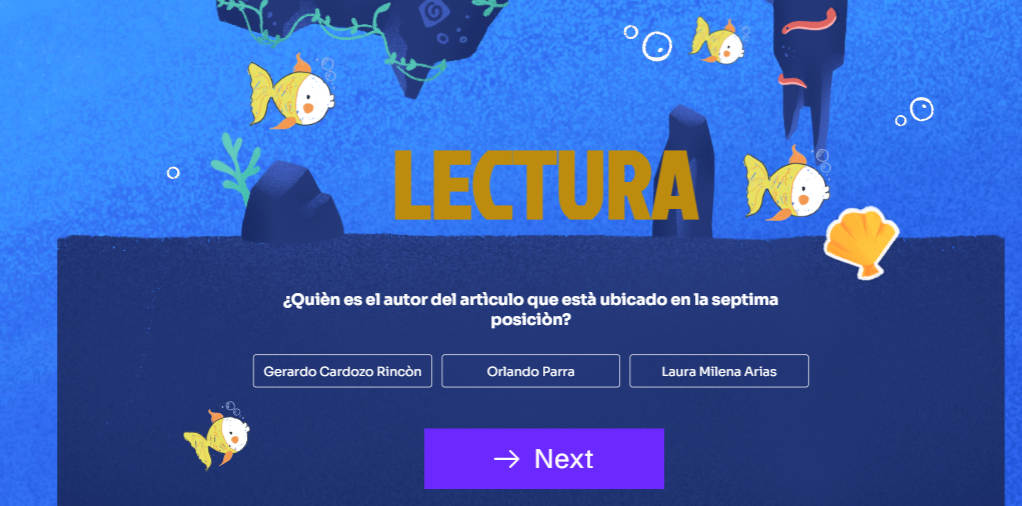 LECTURA
¿Quièn es el autor del artìculo que està ubicado en la septima
posiciòn?
Gerardo Cardozo Rincòn
Orlando Parra
Laura Milena Arias
→ Next